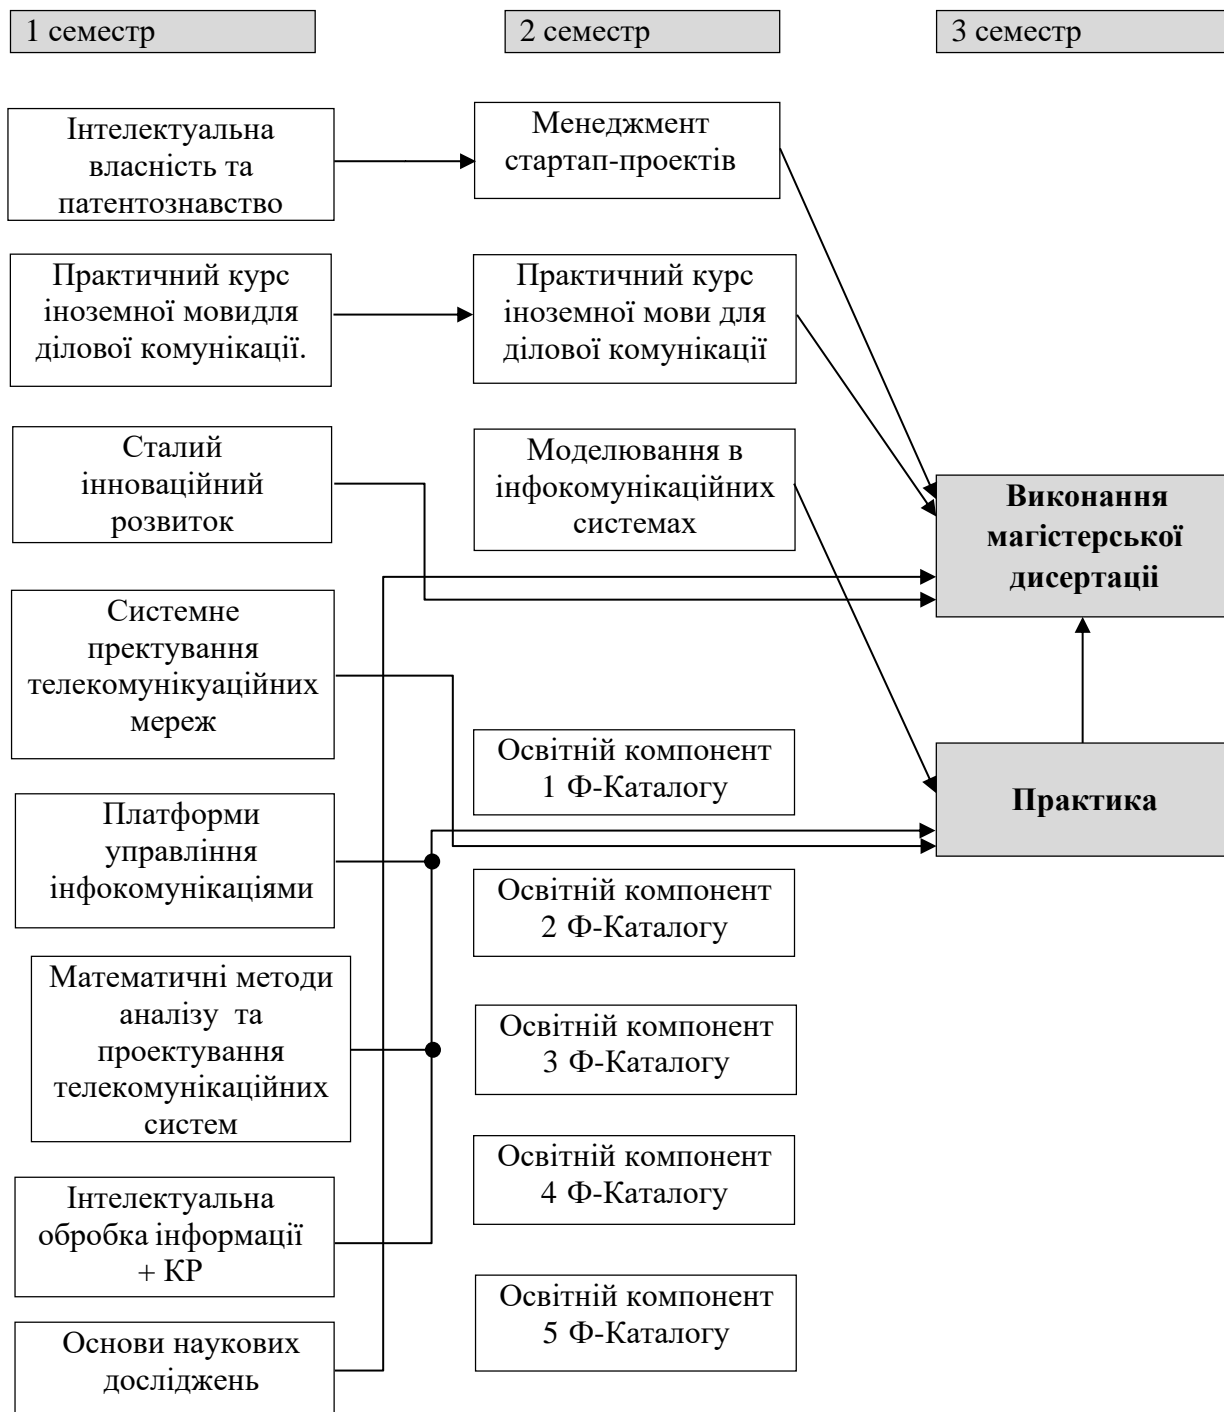 1 семестр
2 семестр
3 семестр
Інтелектуальна
власність та
патентознавство
Менеджмент
стартап-проектів
Практичний курс
іноземної мовидля
ділової комунікації.
Практичний курс
іноземної мови для
ділової комунікації
Сталий
інноваційний
розвиток
Моделювання в
інфокомунікаційних
системах
Виконання
магістерської
дисертації
Системне
пректування
телекомунікуаційних
мереж
Освітній компонент
1 Ф-Каталогу
Практика
Платформи
управління
інфокомунікаціями
Освітній компонент
2 Ф-Каталогу
Математичні методи
аналізу та
проектування
телекомунікаційних
систем
Освітній компонент
3 Ф-Каталогу
Освітній компонент
4 Ф-Каталогу
Інтелектуальна
обробка інформації
+ КР
Освітній компонент
5 Ф-Каталогу
Основи наукових
досліджень